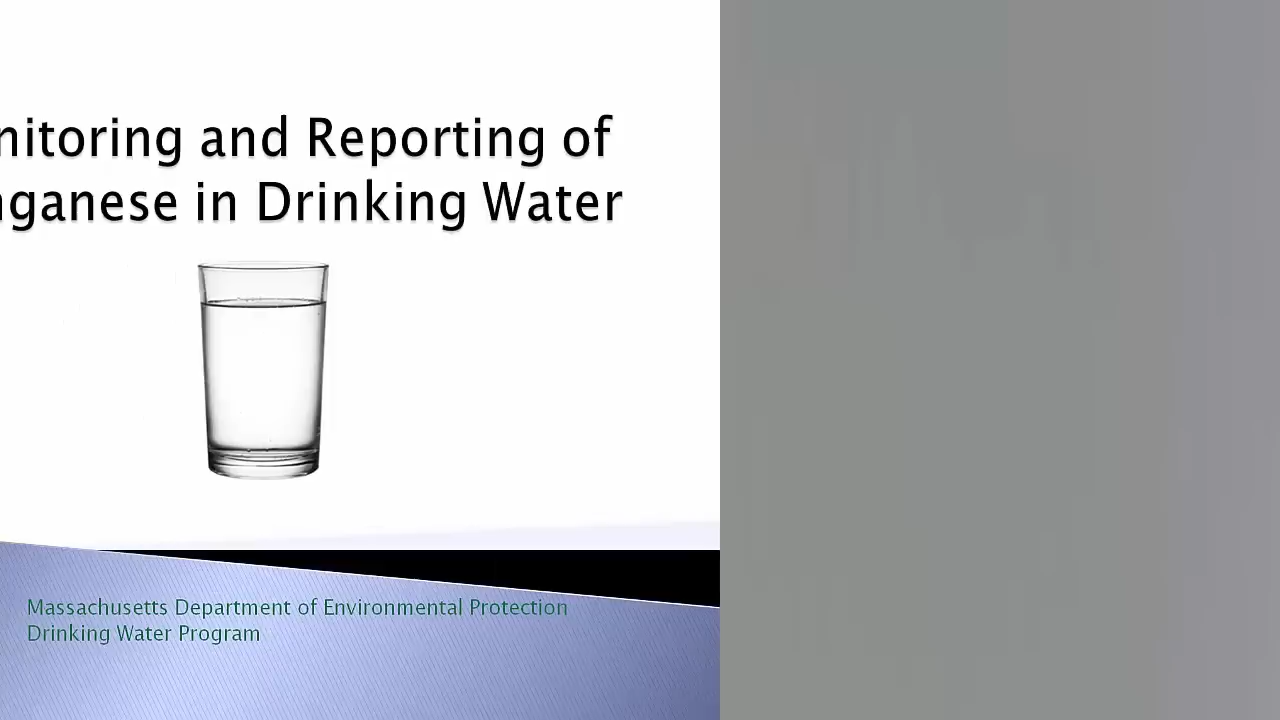 nitoring and Reporting of
nganese in Drinking Water
Massachusetts Department of Environmental Protection
Drinking Water Program